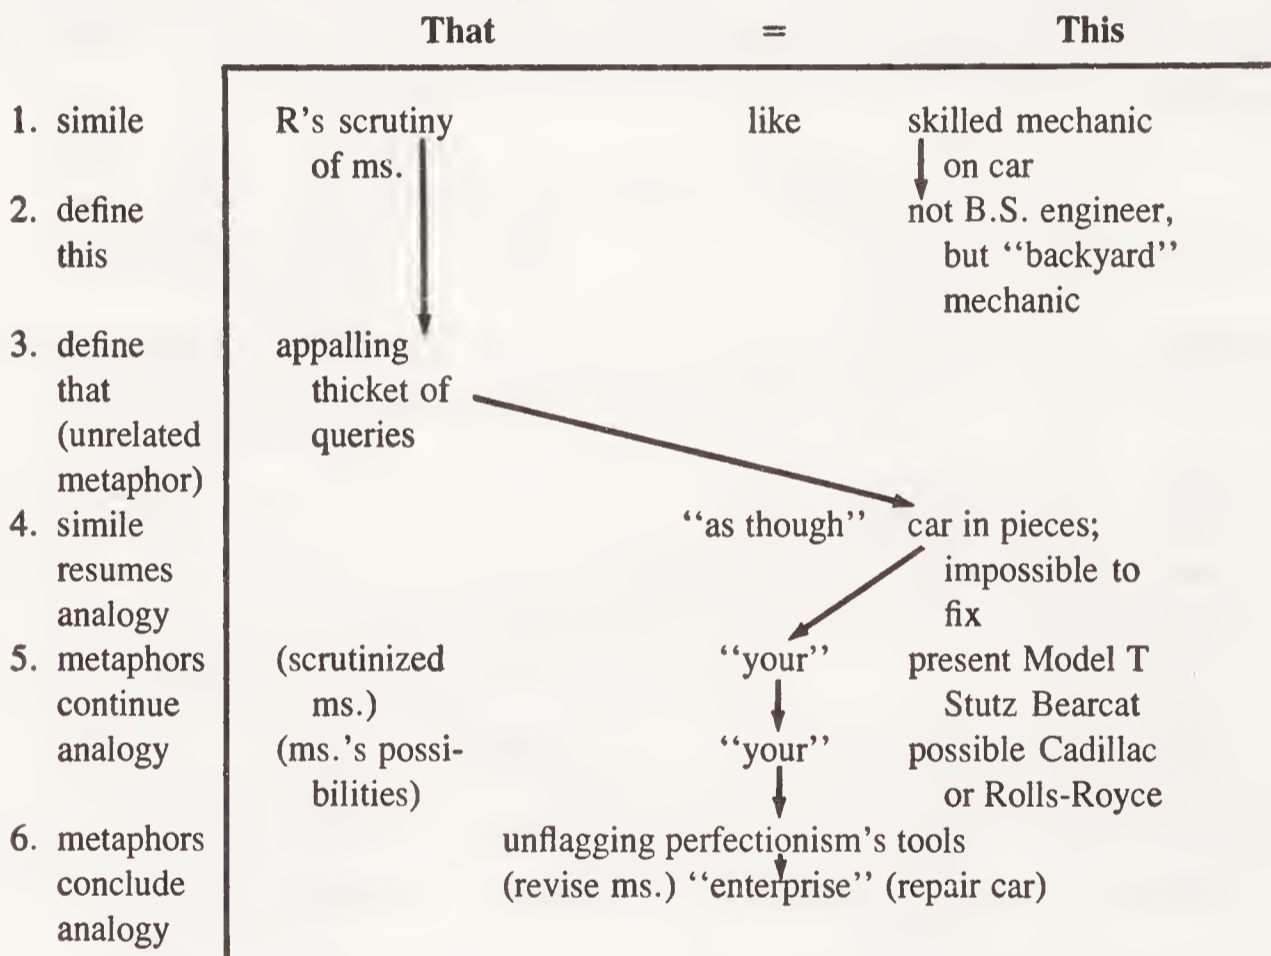 That = This
1. simile R's scrutiny like skilled mechanic
of ms. on car
2. define not B.S. engineer,
this but ‘‘backyard’’
mechanic
3. define appalling
that thicket of
(unrelated queries
metaphor)
4. simile ‘‘as though’’ car in pieces;
resumes impossible to
analogy fix
5. metaphors (scrutinized ‘‘your’’ present Model T
continue ms.) Stutz Bearcat
analogy (ms.'s possi- ‘‘your’’ possible Cadillac
bilities) or Rolls-Royce
6. metaphors unflagging perfectionism's tools
conclude (revise ms.) ‘‘enterprise’’ (repair car)
analogy